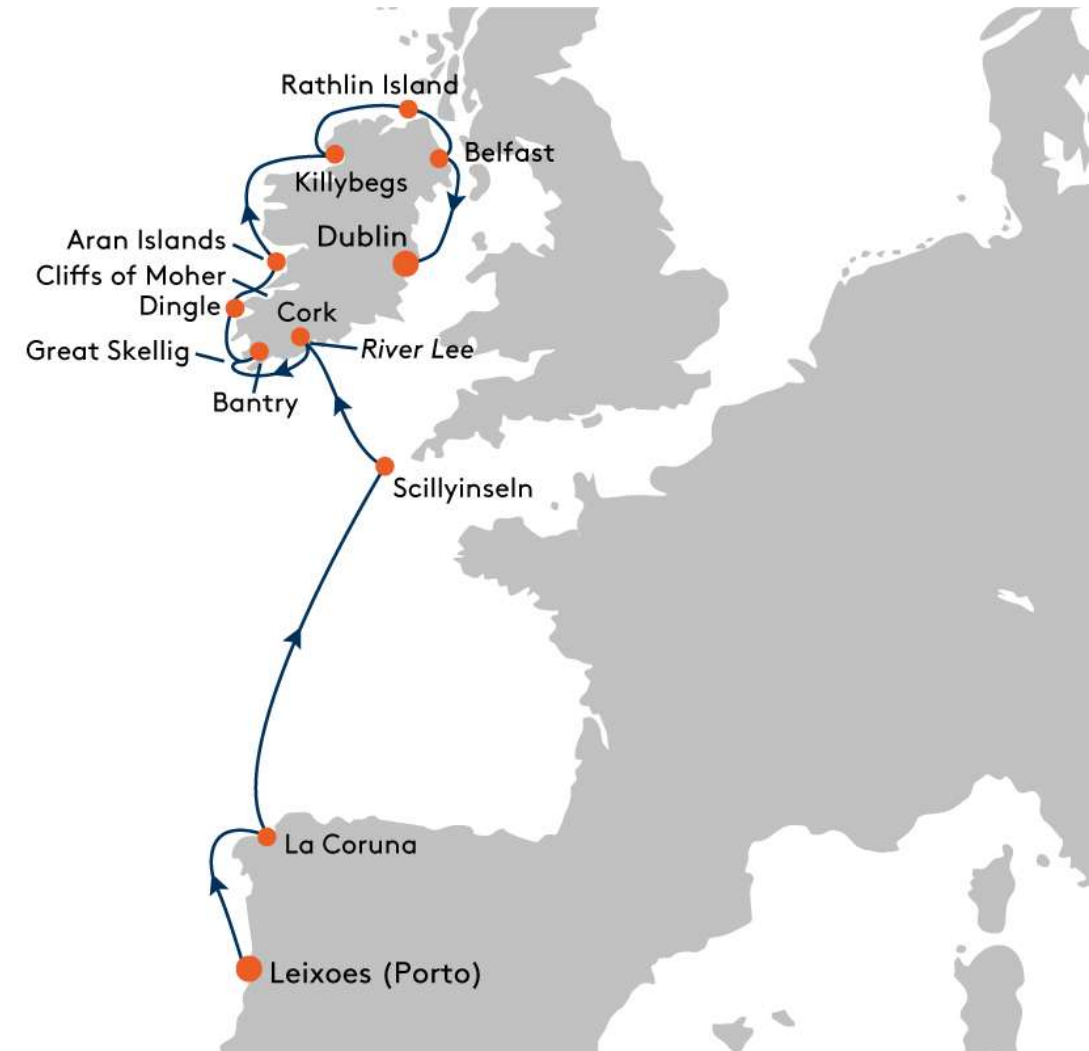 Rathlin Island
Belfast
Killybegs
Aran Islands
Dublin
Cliffs of Moher
Dingle
Cork
Great Skellig
River Lee
Bantry
Scillyinseln
La Coruna
Leixoes (Porto)